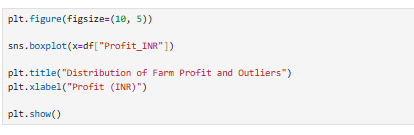 plt.figure(figsize=(10, 5))
sns.boxplot(x=df["Profit_INR"])
plt.title("Distribution of Farm Profit and Outliers")
plt.xlabel("Profit (INR)")
plt.show()